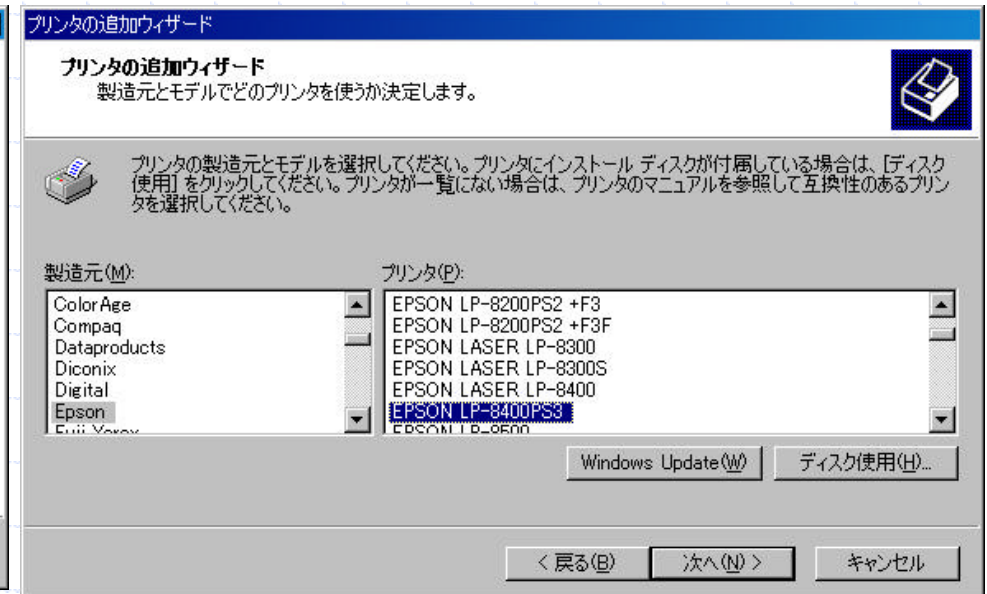 プリンタの追加ウィザード
プリンタの追加ウィザード
製造元とモデルでどのプリンタを使うか決定します。
プリンタの製造元とモデルを選択してください。プリンタにインストール ディスクが付属している場合は、[ディスク
使用] をクリックしてください。プリンタが一覧にない場合は、プリンタのマニュアルを参照して互換性のあるプリン
タを選択してください。
製造元(M):
ColorAge
Compaq
Dataproducts
Diconix
Digital
Epson
Fuji Xerox
プリンタ(P):
EPSON LP-8200PS2 +F3
EPSON LP-8200PS2 +F3F
EPSON LASER LP-8300
EPSON LASER LP-8300S
EPSON LASER LP-8400
EPSON LP-8400PS3
EPSON LP-8500
Windows Update(W) ディスク使用(H)...
< 戻る(B) 次へ(N) > キャンセル